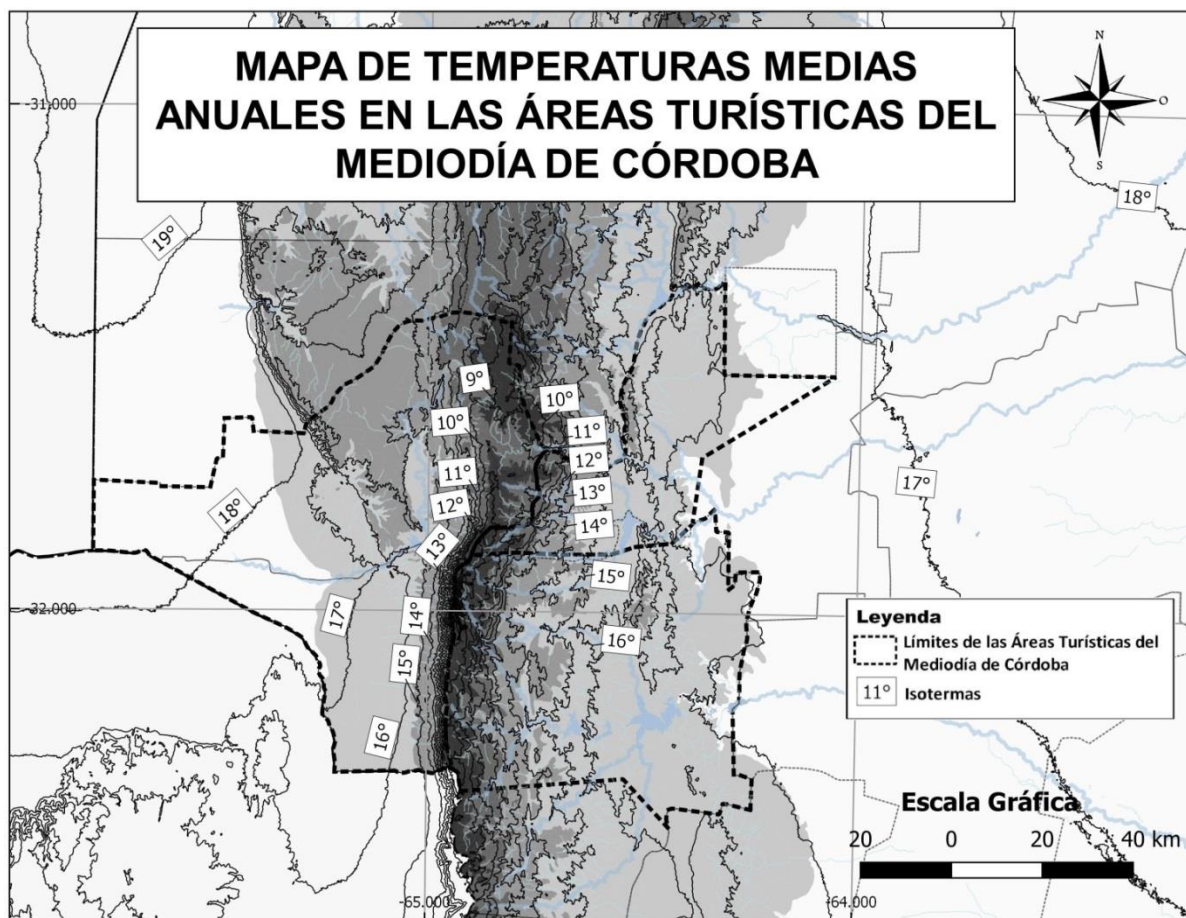 MAPA DE TEMPERATURAS MEDIAS
ANUALES EN LAS ÁREAS TURÍSTICAS DEL
MEDIODÍA DE CÓRDOBA
N
W
O
S
-31.000
18°
19°
9°
10°
10°
11°
12°
11°
13°
12°
14°
17°
18°
13°
15°
-32.000
17°
14°
16°
15°
16°
Leyenda
Límites de las Áreas Turísticas del
Mediodía de Córdoba
11° Isotermas
Escala Gráfica
20 0 20 40 km
-65.000
-64.000